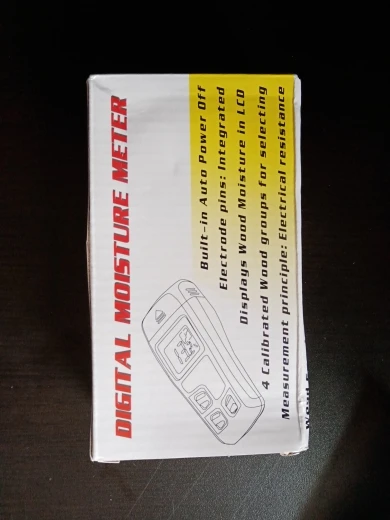 DIGITAL MOISTURE METER
Built-in Auto Power Off
Electrode pins: Integrated
Displays Wood Moisture in LCD
4 Calibrated Wood groups for selecting
Measurement principle: Electrical resistance